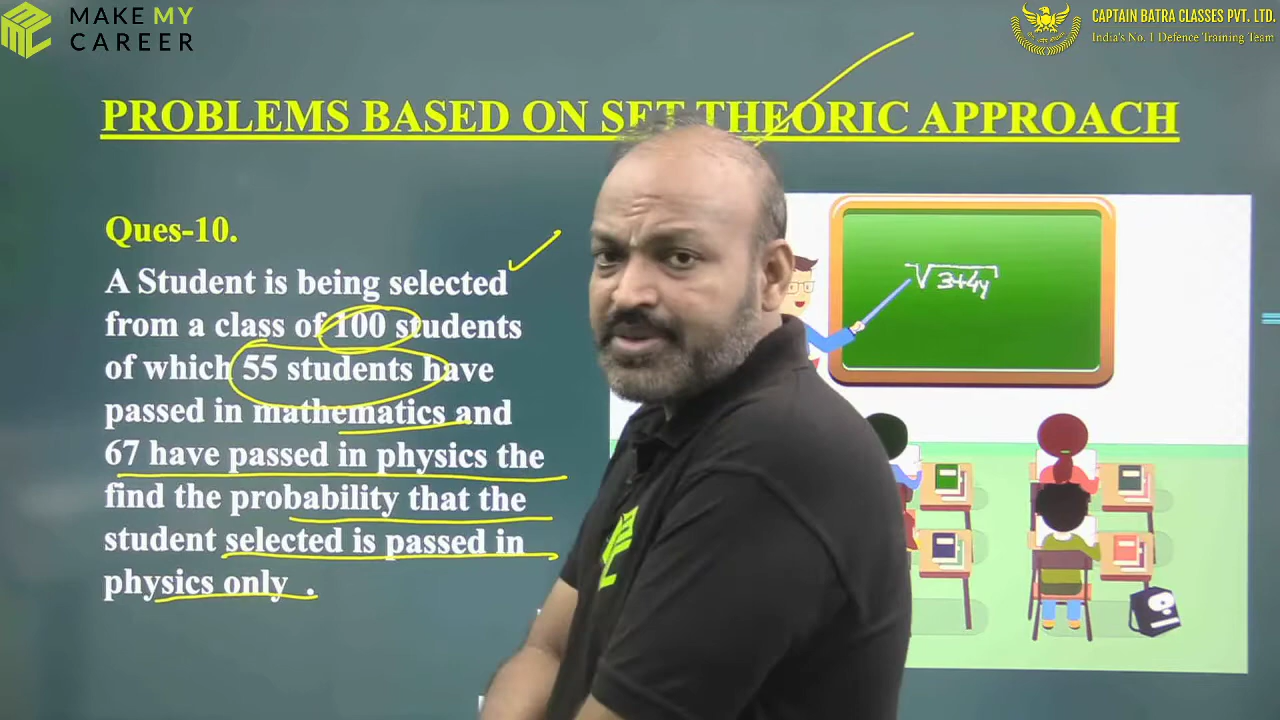 MAKE MY
CAREER
CAPTAIN BATRA CLASSES PVT. LTD.
India's No. 1 Defence Training Team
PROBLEMS BASED ON SET THEORIC APPROACH
Ques-10.
A Student is being selected
from a class of 100 students
of which 55 students have
passed in mathematics and
67 have passed in physics the
find the probability that the
student selected is passed in
physics only .
√3+4y